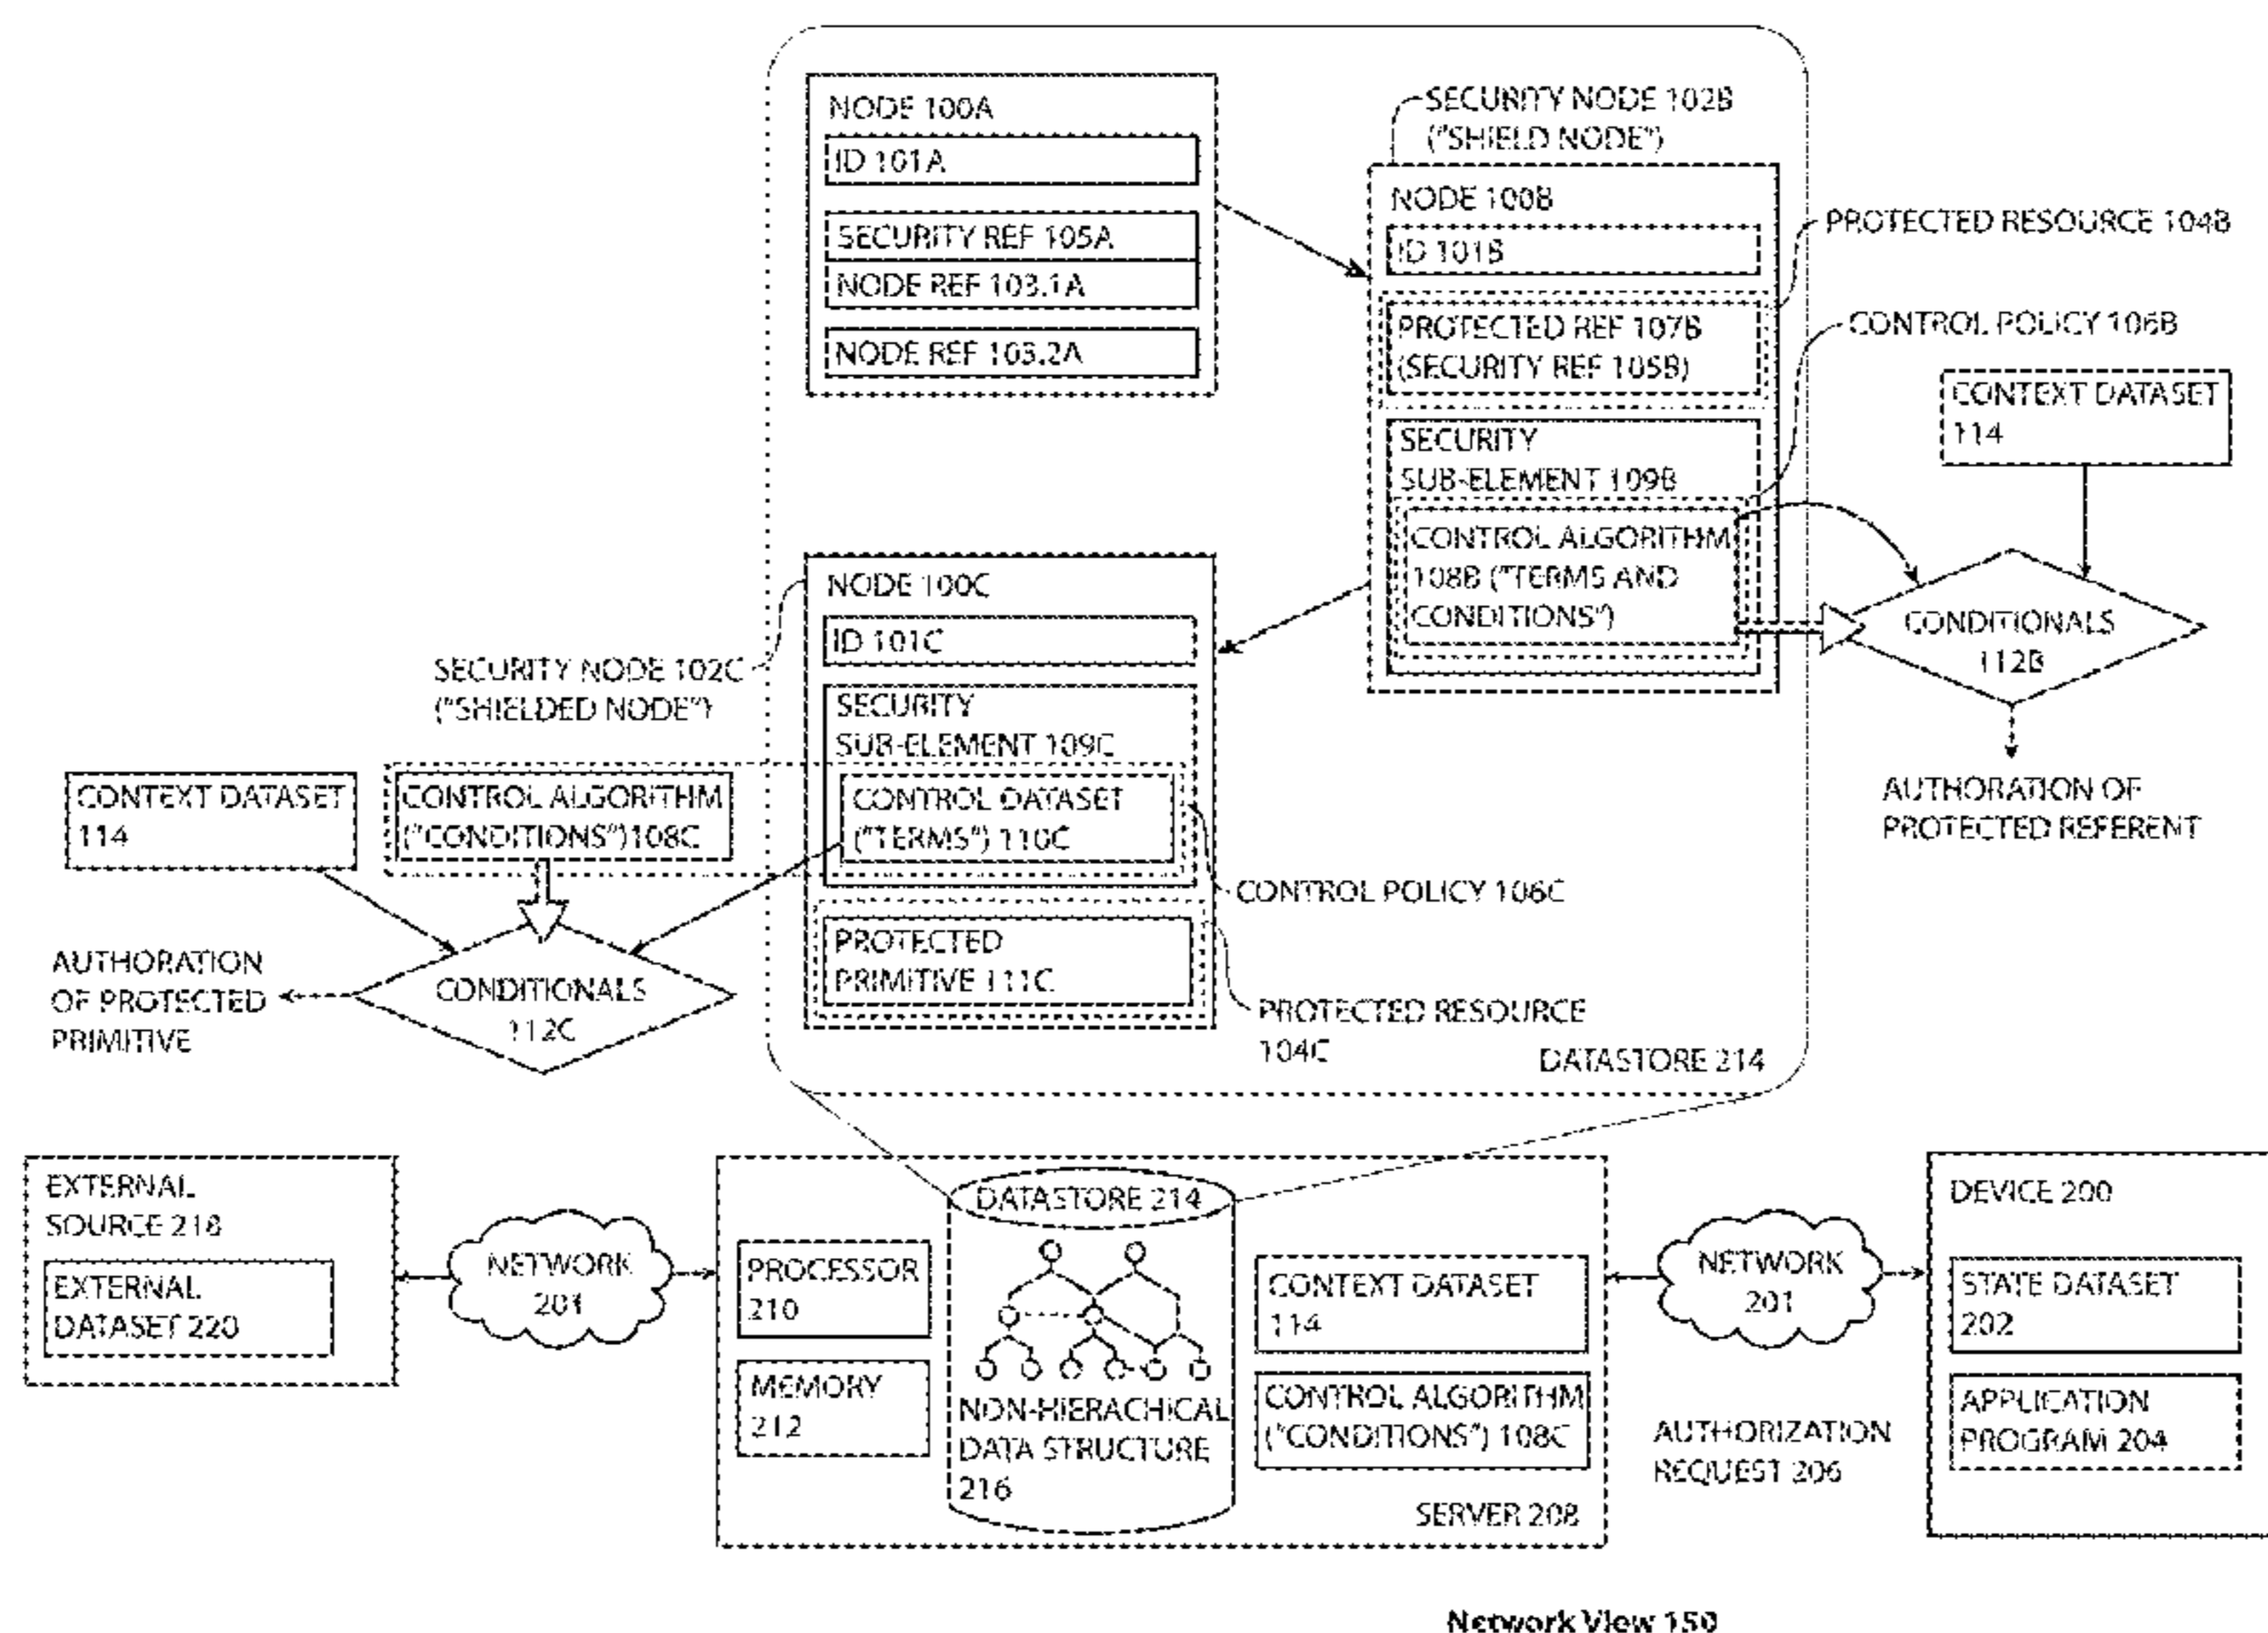 NODE 100A
ID 101A
SECURITY REF 105A
NODE REF 103.1A
NODE REF 103.2A
SECURITY NODE 102B
("SHIELD NODE")
NODE 100B
ID 101B
PROTECTED REF 107B
(SECURITY REF 105B)
SECURITY
SUB-ELEMENT 109B
CONTROL ALGORITHM
108B ("TERMS AND
CONDITIONS")
PROTECTED RESOURCE 104B
CONTROL POLICY 106B
CONTEXT DATASET
114
CONDITIONALS
112B
AUTHORATION OF
PROTECTED REFERENT
NODE 100C
ID 101C
SECURITY NODE 102C
("SHIELDED NODE")
SECURITY
SUB-ELEMENT 109C
CONTROL DATASET
("TERMS") 110C
PROTECTED
PRIMITIVE 111C
CONTEXT DATASET
114
CONTROL ALGORITHM
("CONDITIONS")108C
CONDITIONALS
112C
AUTHORATION
OF PROTECTED
PRIMITIVE
CONTROL POLICY 106C
PROTECTED RESOURCE
104C
DATASTORE 214
EXTERNAL
SOURCE 218
EXTERNAL
DATASET 220
NETWORK
201
PROCESSOR
210
MEMORY
212
DATASTORE 214
NON-HIERACHICAL
DATA STRUCTURE
216
CONTEXT DATASET
114
CONTROL ALGORITHM
("CONDITIONS") 108C
SERVER 208
NETWORK
201
AUTHORIZATION
REQUEST 206
DEVICE 200
STATE DATASET
202
APPLICATION
PROGRAM 204
Network View 150